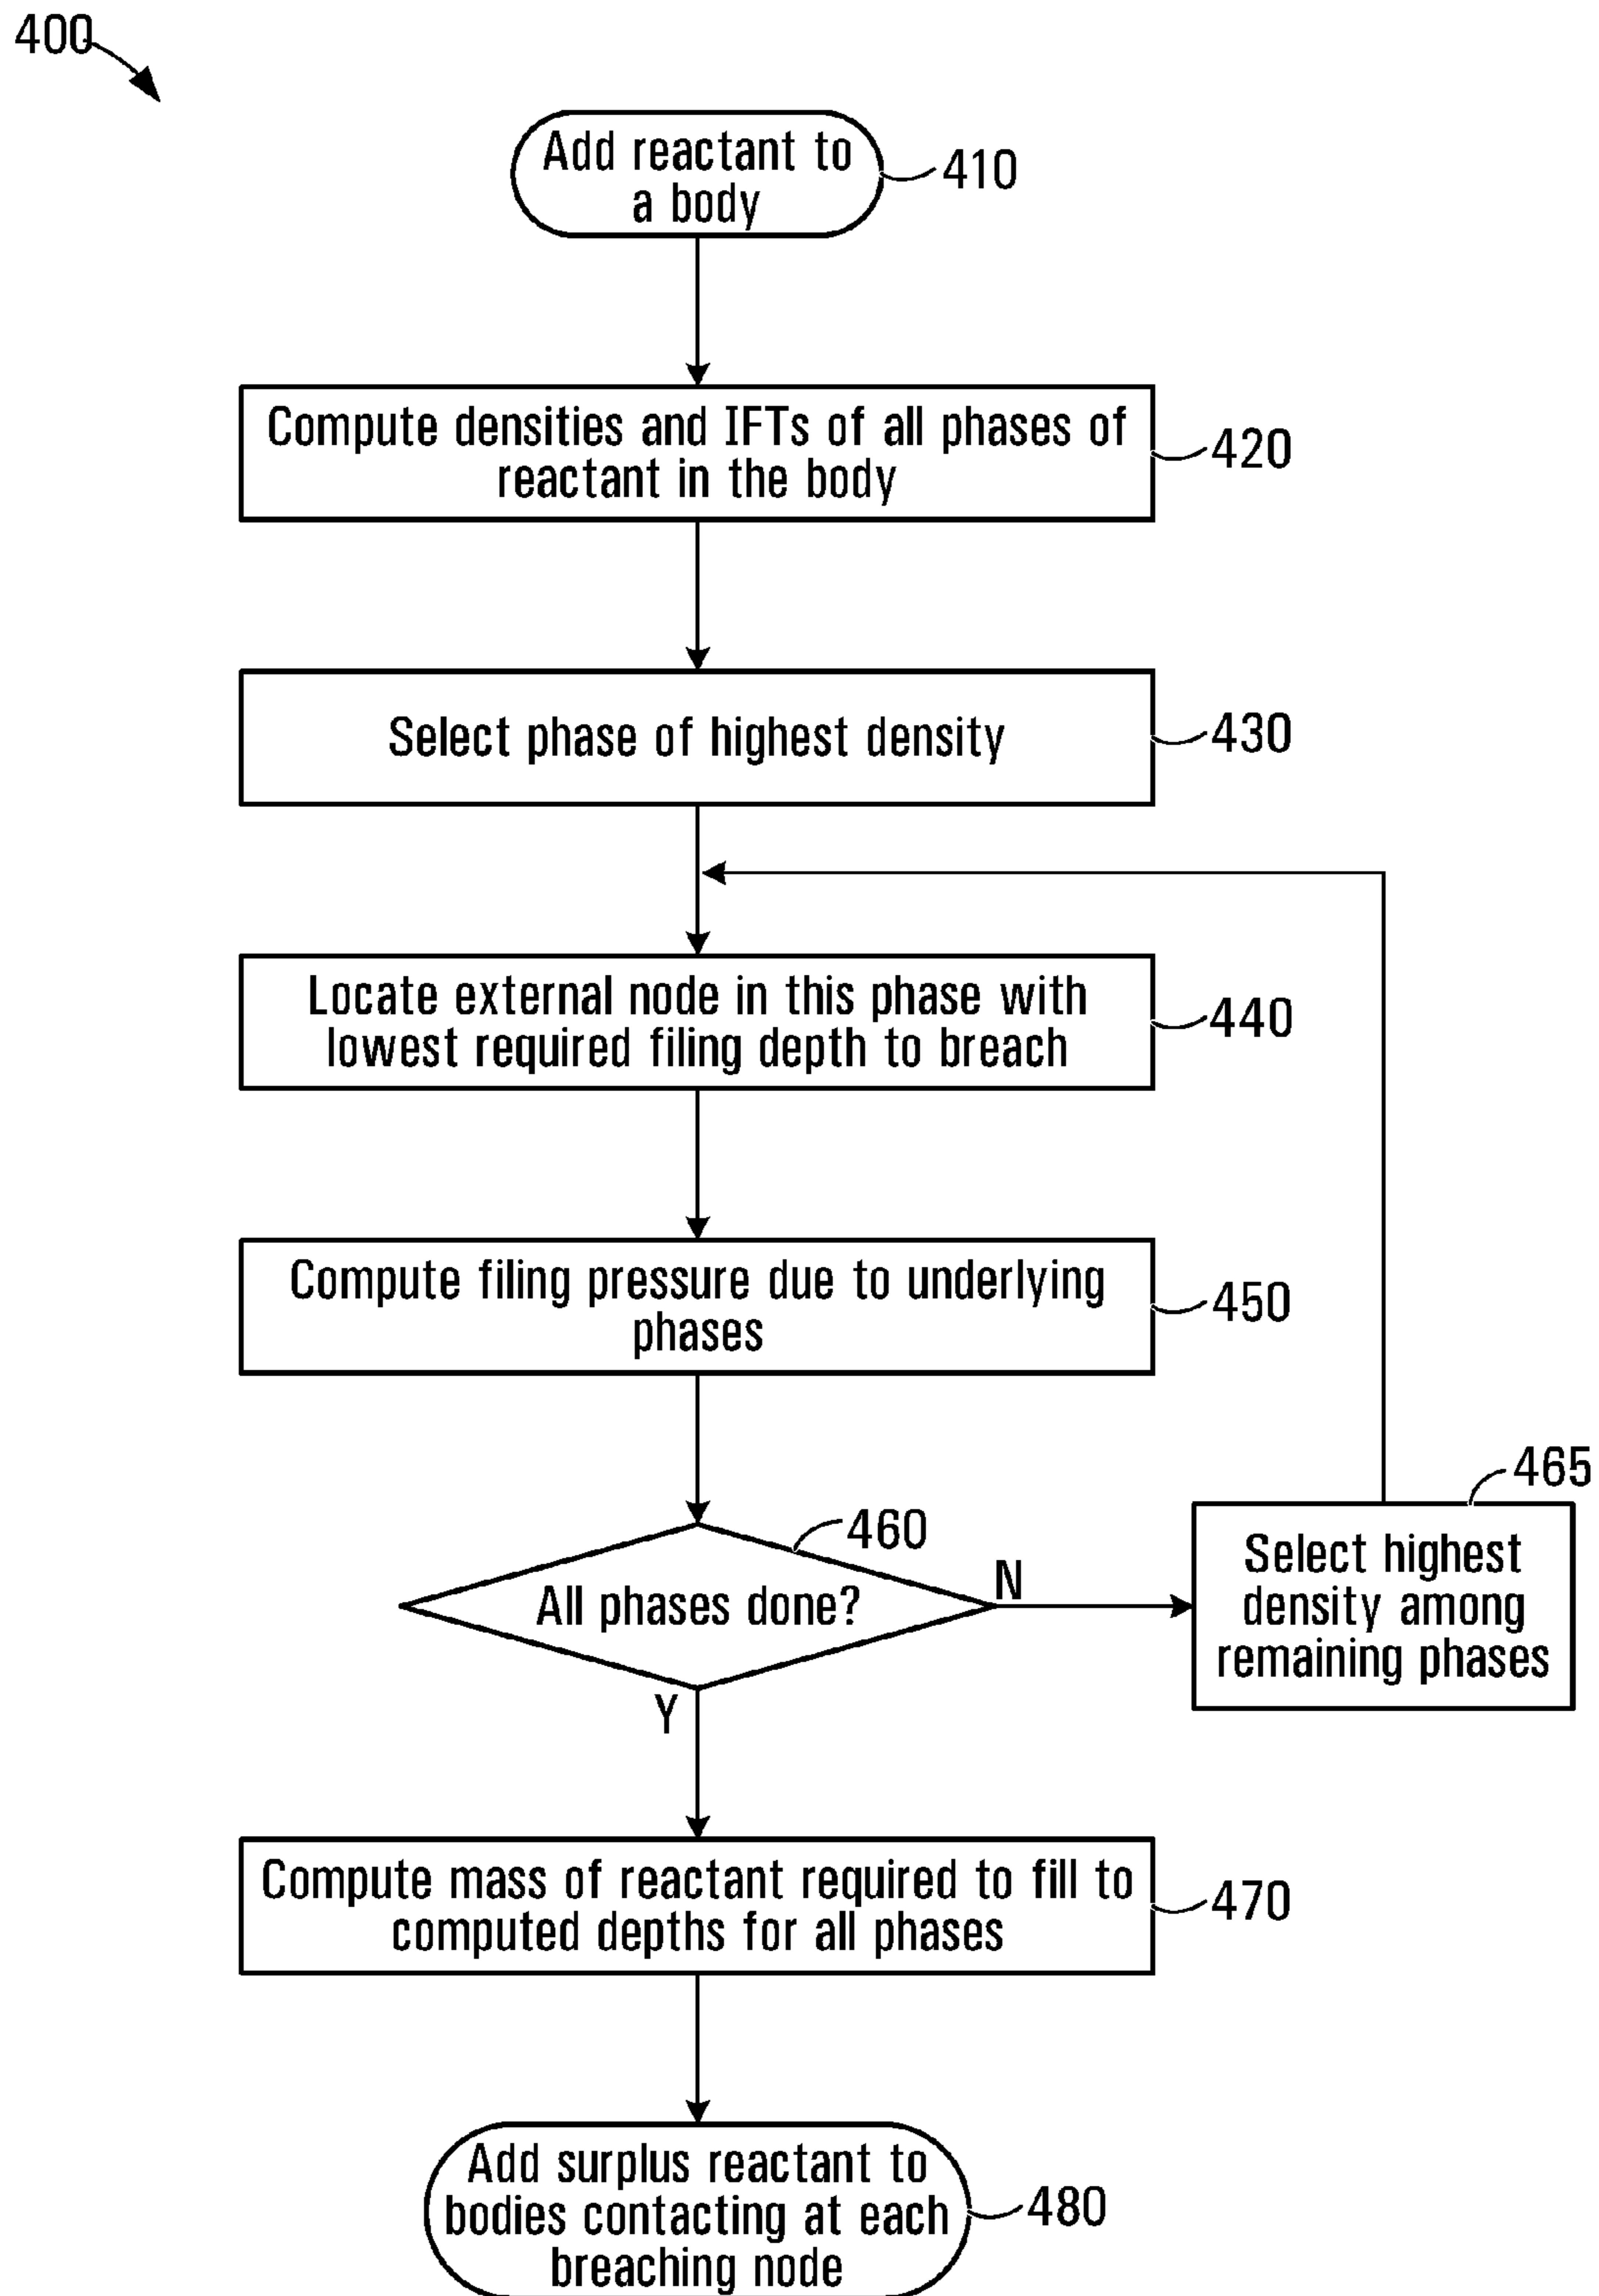 400
Add reactant to
a body
410
Compute densities and IFTs of all phases of
reactant in the body
420
Select phase of highest density
430
Locate external node in this phase with
lowest required filing depth to breach
440
Compute filing pressure due to underlying
phases
450
460
All phases done?
N
Y
465
Select highest
density among
remaining phases
Compute mass of reactant required to fill to
computed depths for all phases
470
Add surplus reactant to
bodies contacting at each
breaching node
480